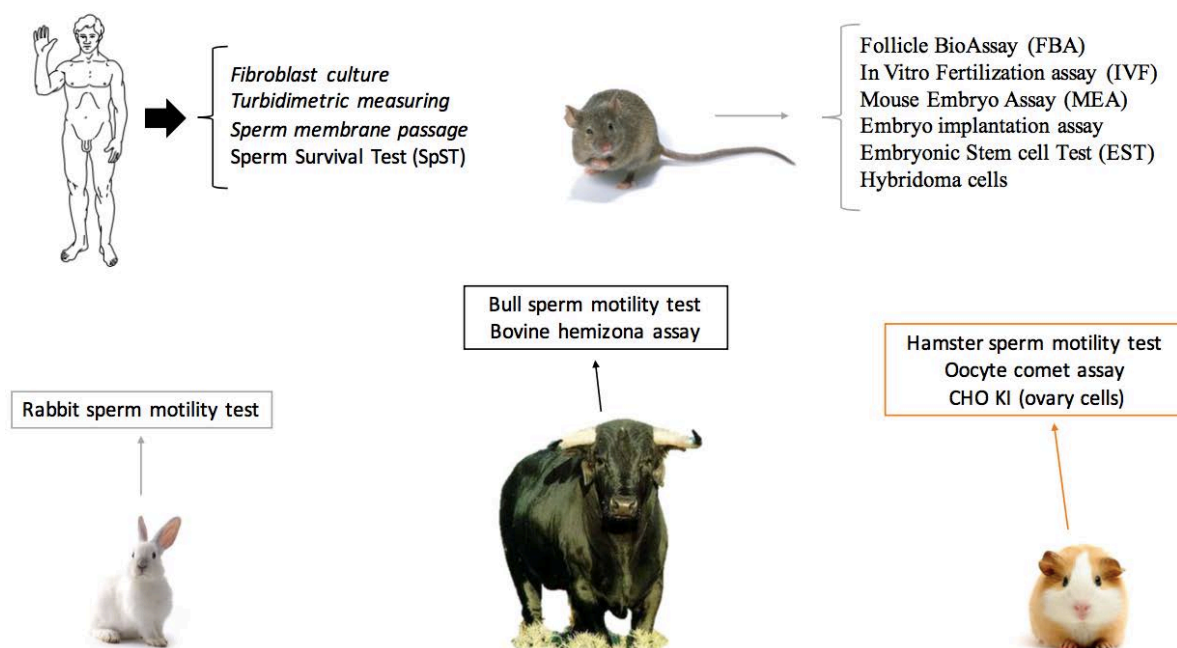 Fibroblast culture
Turbidimetric measuring
Sperm membrane passage
Sperm Survival Test (SpST)
Follicle BioAssay (FBA)
In Vitro Fertilization assay (IVF)
Mouse Embryo Assay (MEA)
Embryo implantation assay
Embryonic Stem cell Test (EST)
Hybridoma cells
Bull sperm motility test
Bovine hemizona assay
Hamster sperm motility test
Oocyte comet assay
CHO KI (ovary cells)
Rabbit sperm motility test